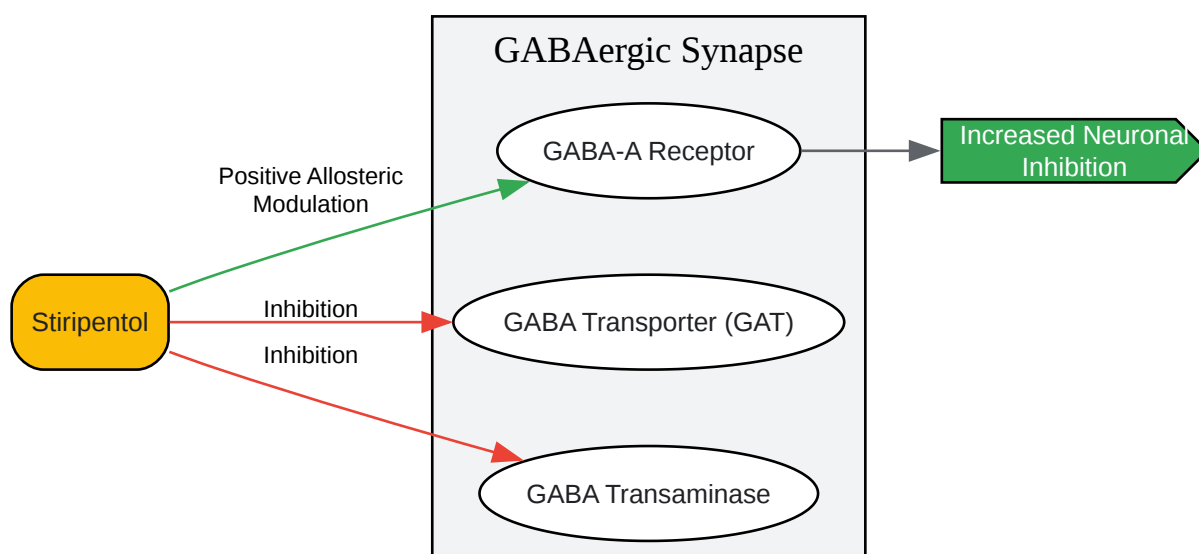 GABAergic Synapse
GABA-A Receptor
Increased Neuronal
Inhibition
Positive Allosteric
Modulation
Stiripentol
Inhibition
GABA Transporter (GAT)
Inhibition
GABA Transaminase